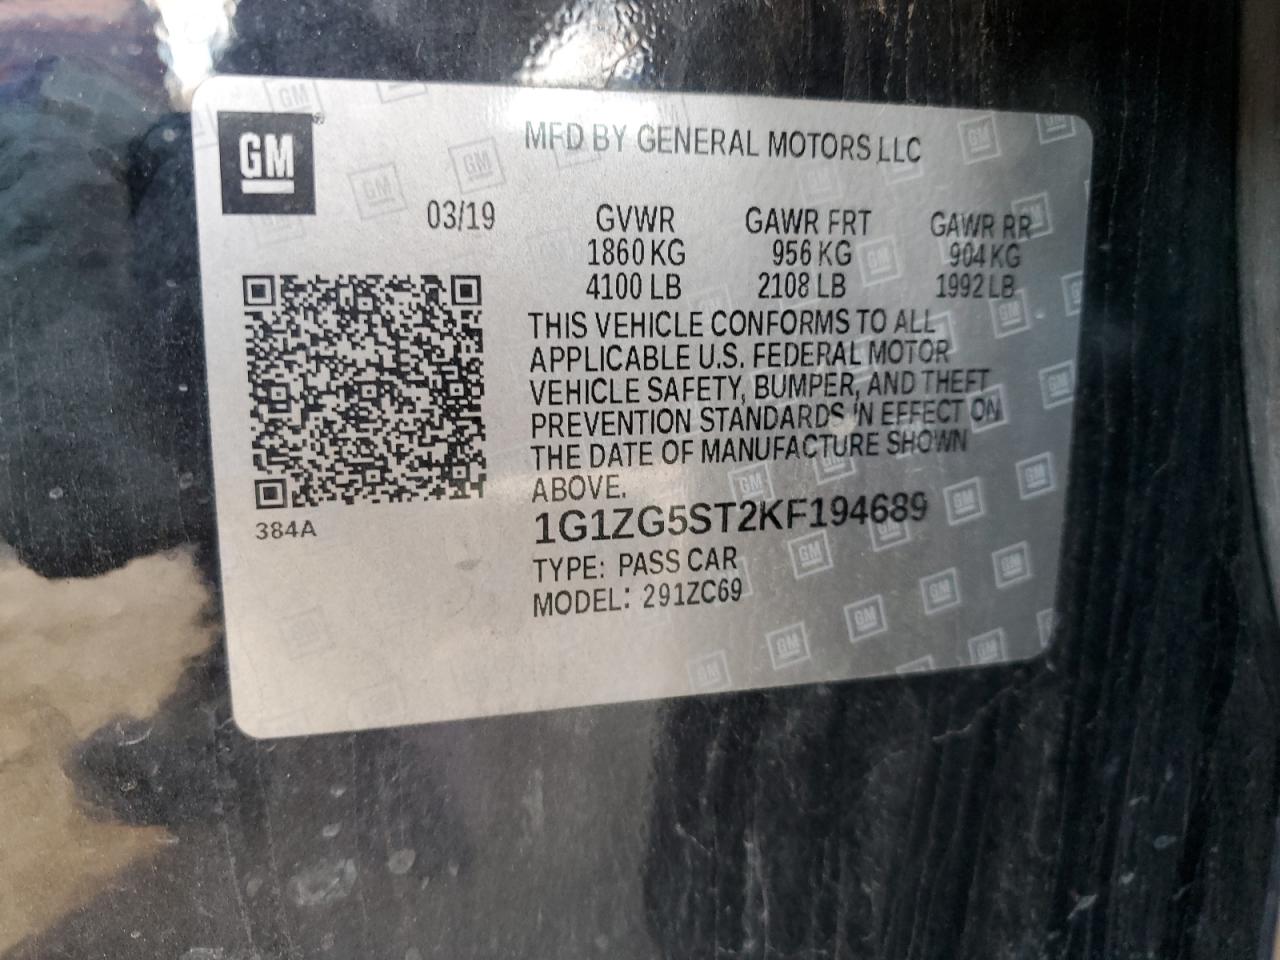 GM
MFD BY GENERAL MOTORS LLC
03/19 GVWR GAWR FRT GAWR RR
1860 KG 956 KG 904 KG
4100 LB 2108 LB 1992 LB
THIS VEHICLE CONFORMS TO ALL
APPLICABLE U.S. FEDERAL MOTOR
VEHICLE SAFETY, BUMPER, AND THEFT
PREVENTION STANDARDS IN EFFECT ON
THE DATE OF MANUFACTURE SHOWN
ABOVE.
384A
1G1ZG5ST2KF194689
TYPE: PASS CAR
MODEL: 291ZC69